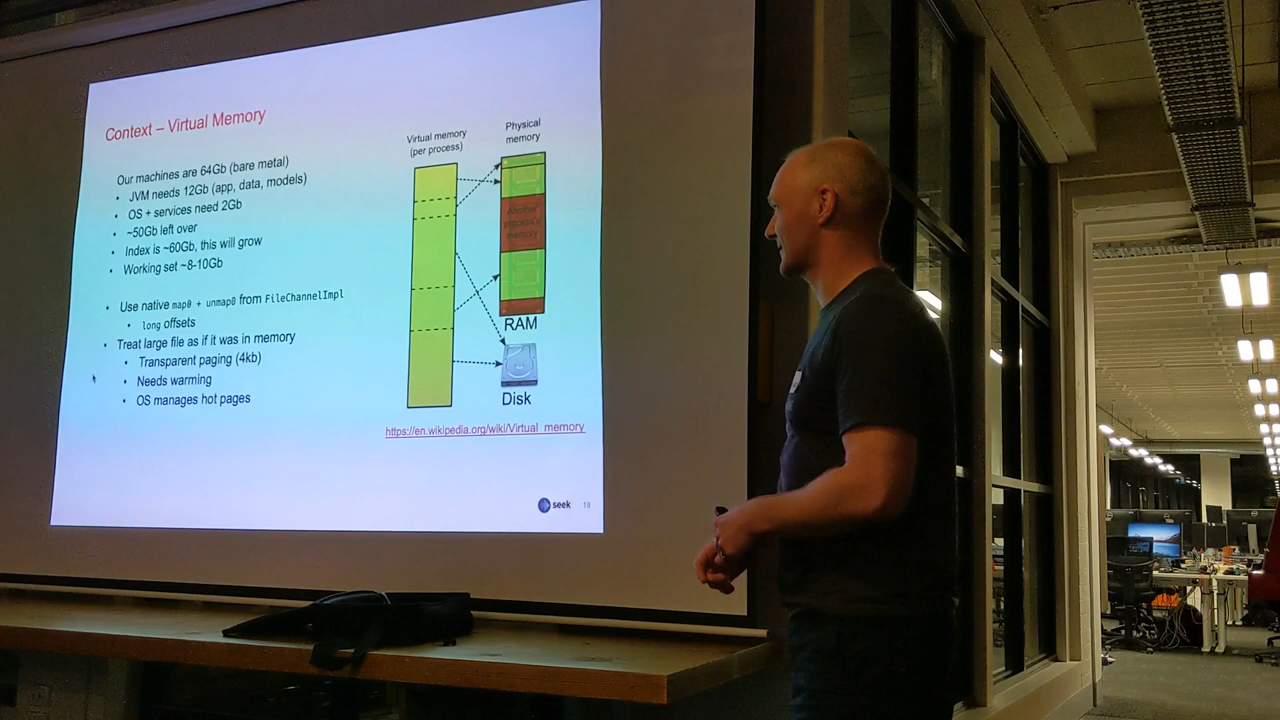 Context – Virtual Memory
Our machines are 64Gb (bare metal)
• JVM needs 12Gb (app, data, models)
• OS + services need 2Gb
• ~50Gb left over
• Index is ~60Gb, this will grow
• Working set ~8-10Gb
• Use native map0 + unmap0 from FileChannelImpl
• long offsets
• Treat large file as if it was in memory
• Transparent paging (4kb)
• Needs warming
• OS manages hot pages
Virtual memory
(per process)
Physical
memory
Another
process's
memory
RAM
Disk
https://en.wikipedia.org/wiki/Virtual_memory
seek 19